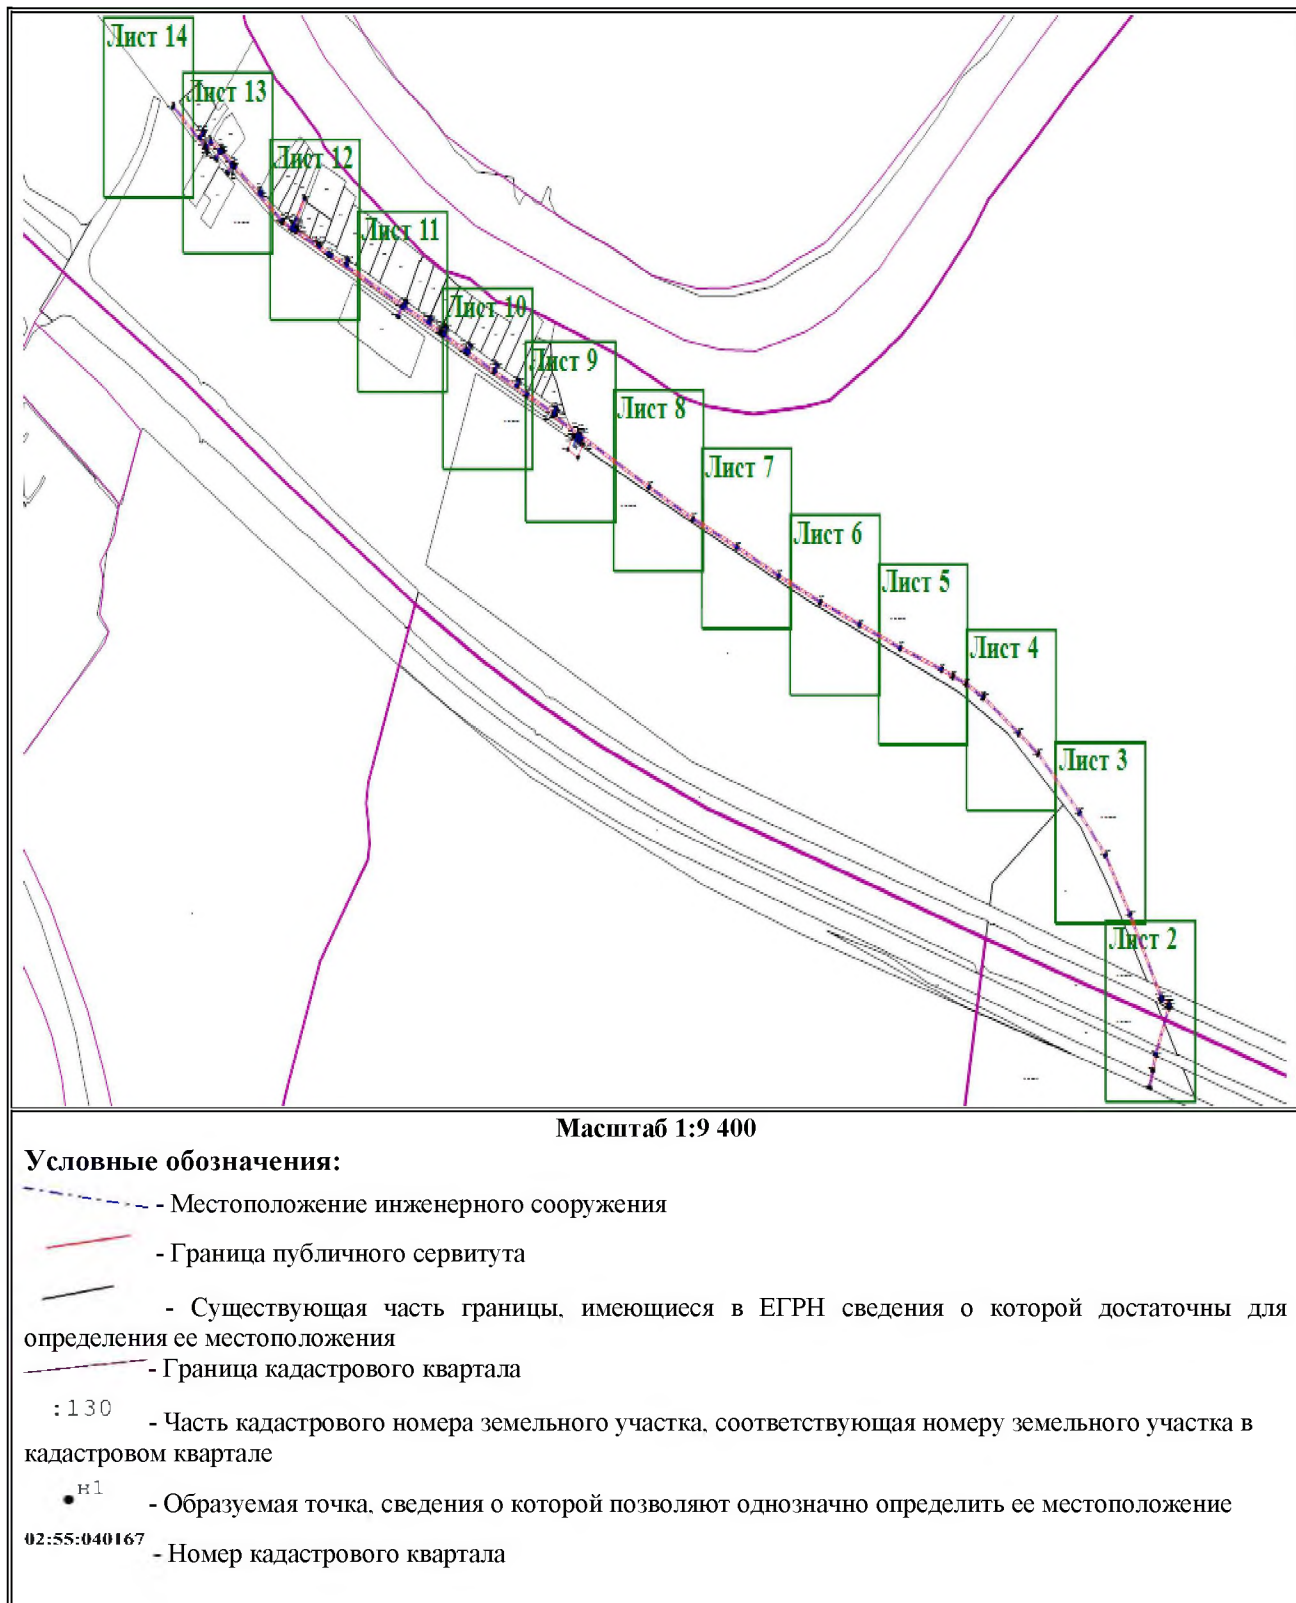 Лист 14
Лист 13
Лист 12
Лист 11
Лист 10
Лист 9
Лист 8
Лист 7
Лист 6
Лист 5
Лист 4
Лист 3
Лист 2
Масштаб 1:9 400
Условные обозначения:
- Местоположение инженерного сооружения
- Граница публичного сервитута
- Существующая часть границы, имеющиеся в ЕГРН сведения о которой достаточны для
определения ее местоположения
- Граница кадастрового квартала
:130 - Часть кадастрового номера земельного участка, соответствующая номеру земельного участка в
кадастровом квартале
н1 - Образуемая точка, сведения о которой позволяют однозначно определить ее местоположение
02:55:040167 - Номер кадастрового квартала